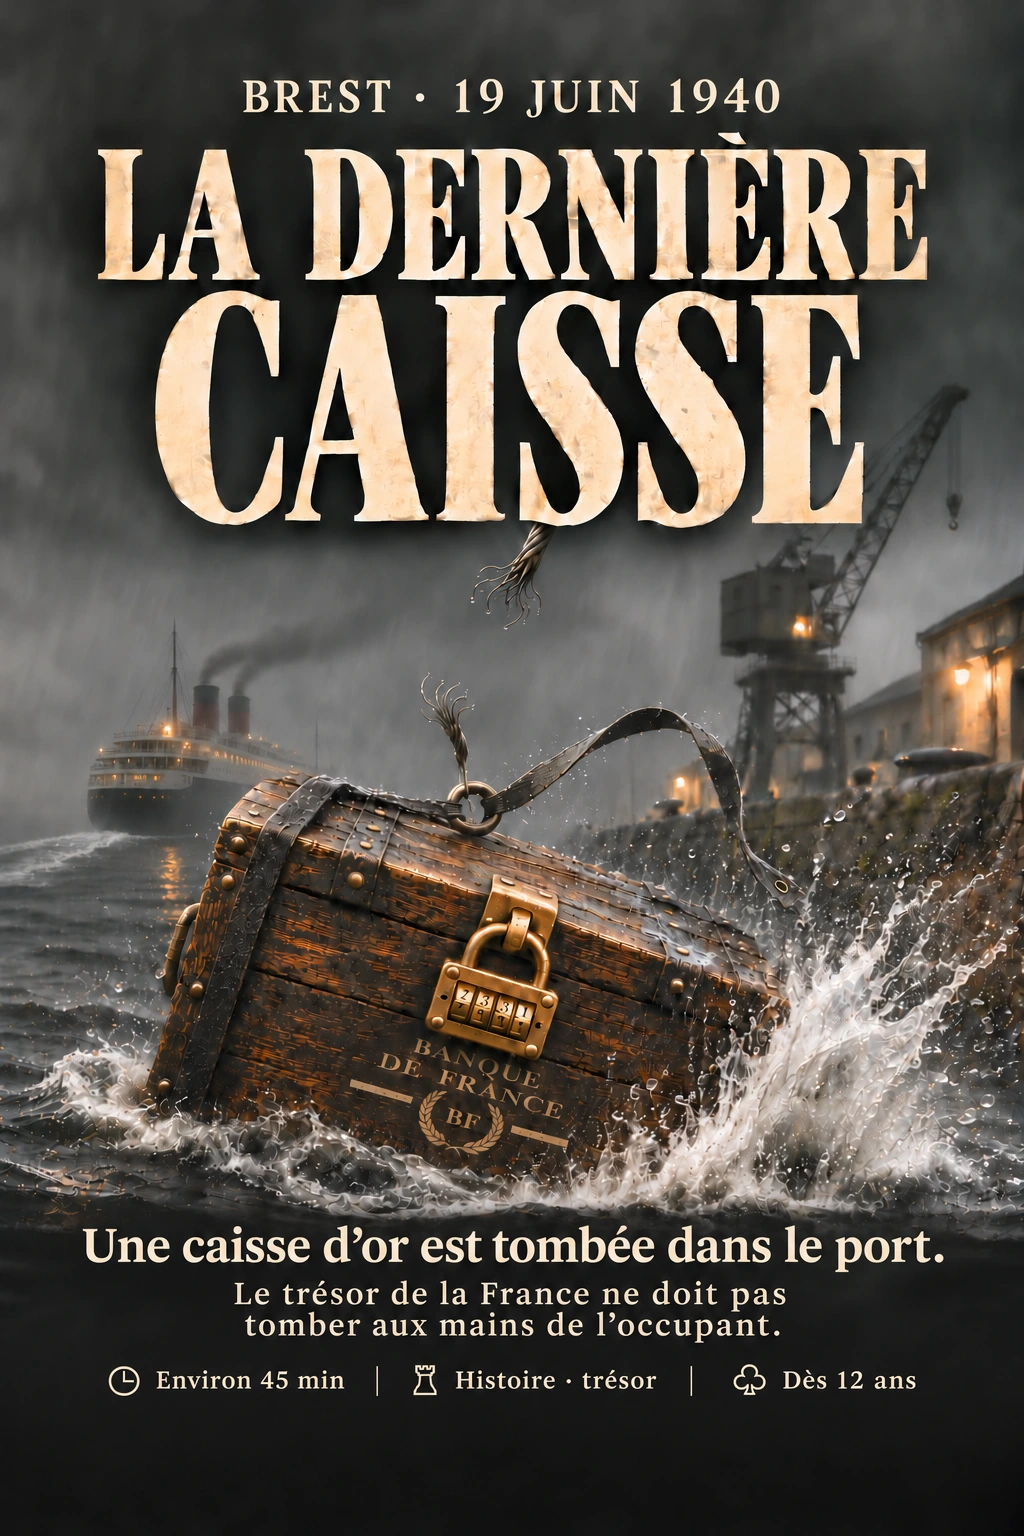 BREST · 19 JUIN 1940
LA DERNIÈRE
CAISSE
BANQUE
DE FRANCE
BF
Une caisse d’or est tombée dans le port.
Le trésor de la France ne doit pas
tomber aux mains de l’occupant.
Environ 45 min | Histoire · trésor | Dès 12 ans